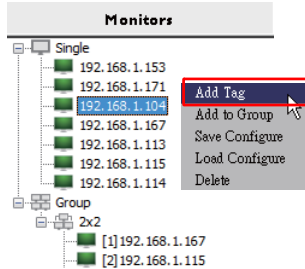 Monitors
Single
192.168.1.153
192.168.1.171
192.168.1.104
192.168.1.167
192.168.1.113
192.168.1.115
192.168.1.114
Add Tag
Add to Group
Save Configure
Load Configure
Delete
Group
2x2
[1]192.168.1.167
[2]192.168.1.115